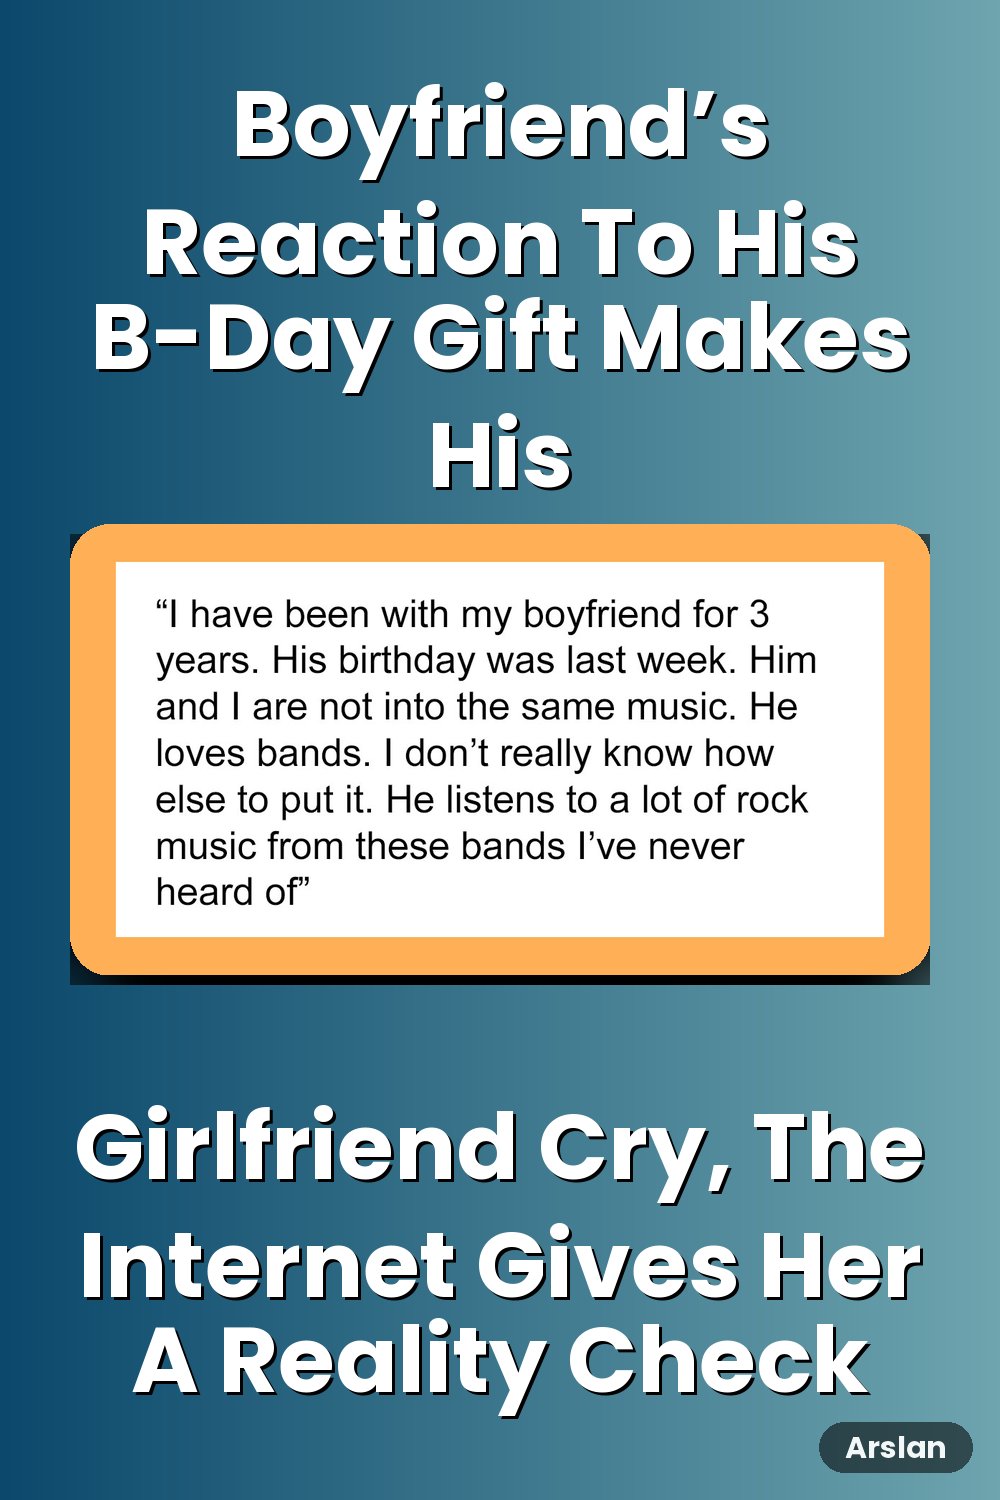 Boyfriend’s
Reaction To His
B-Day Gift Makes
His
“I have been with my boyfriend for 3
years. His birthday was last week. Him
and I are not into the same music. He
loves bands. I don’t really know how
else to put it. He listens to a lot of rock
music from these bands I’ve never
heard of”
Girlfriend Cry, The
Internet Gives Her
A Reality Check
Arslan